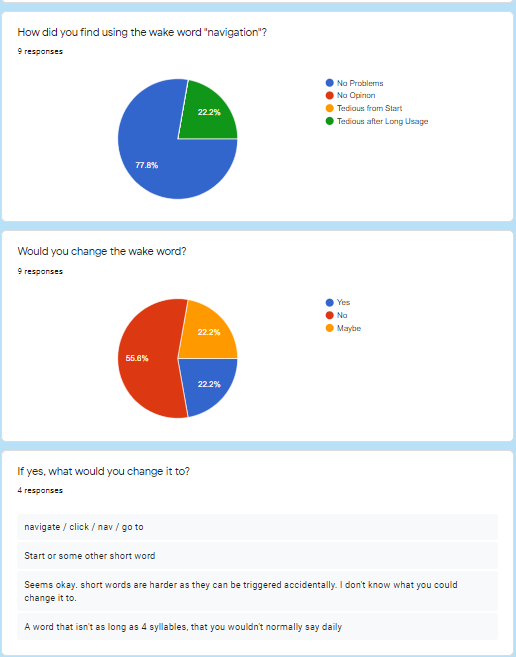 How did you find using the wake word "navigation"?
9 responses
No Problems
No Opinon
Tedious from Start
Tedious after Long Usage
22.2%
77.8%
Would you change the wake word?
9 responses
Yes
No
Maybe
22.2%
55.6%
22.2%
If yes, what would you change it to?
4 responses
navigate / click / nav / go to
Start or some other short word
Seems okay. short words are harder as they can be triggered accidentally. I don't know what you could
change it to.
A word that isn't as long as 4 syllables, that you wouldn't normally say daily